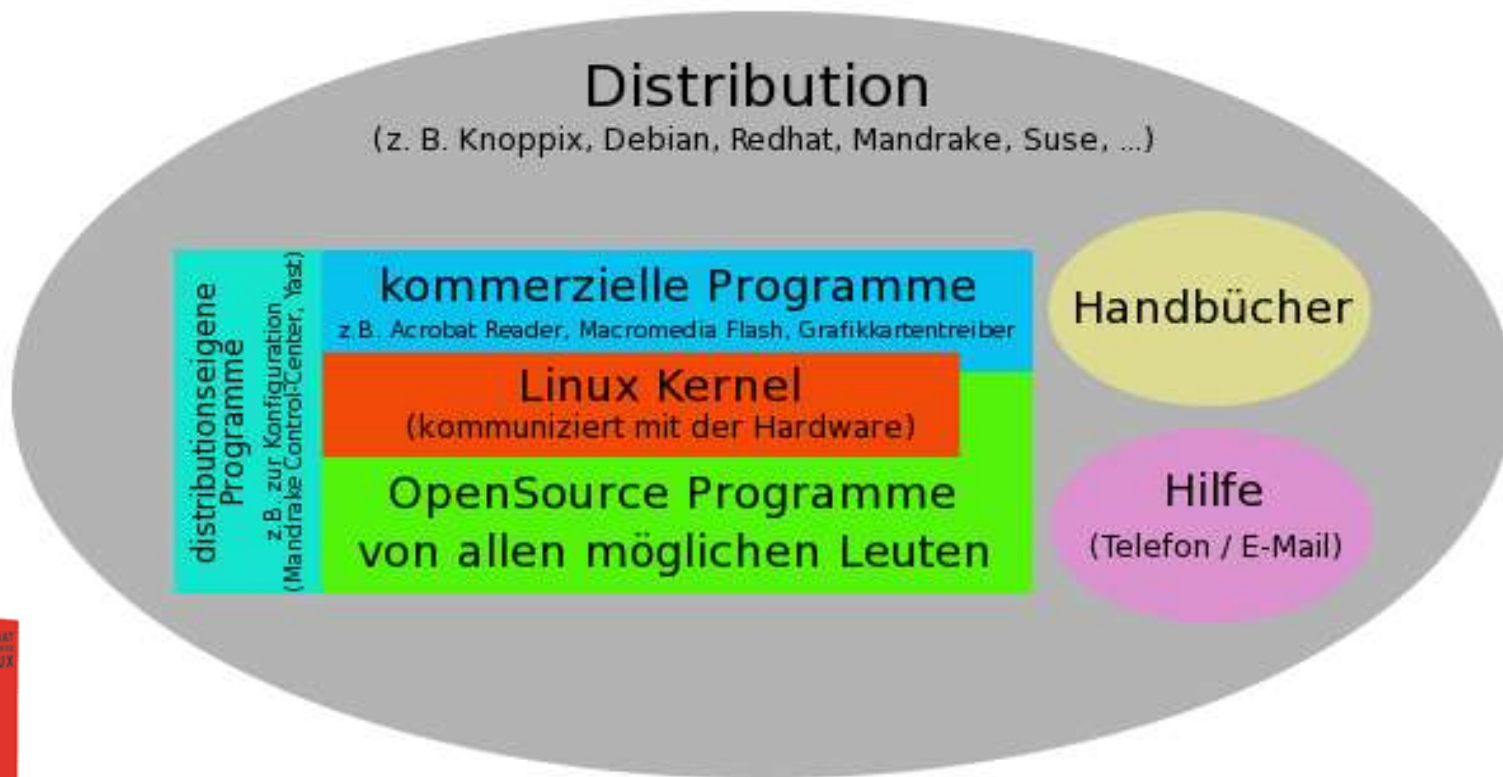 Distribution
(z. B. Knoppix, Debian, Redhat, Mandrake, Suse, ...)
distributionseigene
Programme
z.B. zur Konfiguration
(Mandrake Control-Center, Yast)
kommerzielle Programme
z.B. Acrobat Reader, Macromedia Flash, Grafikkartentreiber
Linux Kernel
(kommuniziert mit der Hardware)
OpenSource Programme
von allen möglichen Leuten
Handbücher
Hilfe
(Telefon / E-Mail)